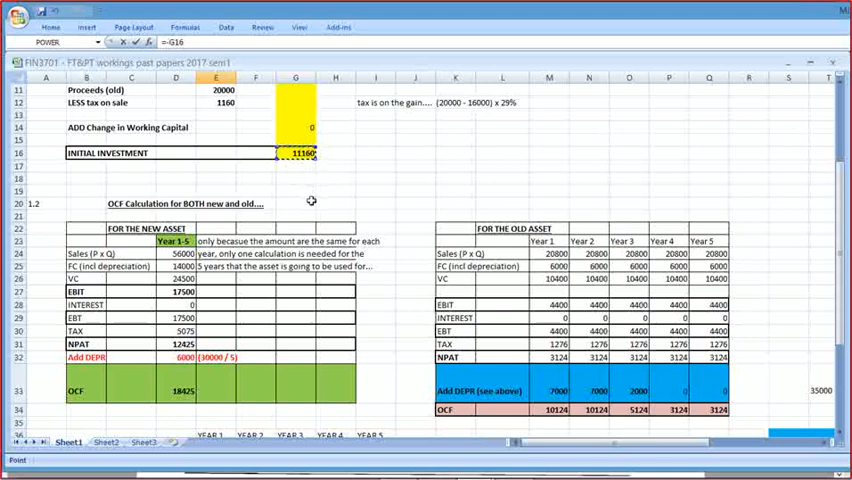 Home Insert Page Layout Formulas Data Review View Add-Ins
POWER =-G16
FIN3701 - FT&PT workings past papers 2017 sem1
A B C D E F G H I J K L M N O P Q S T
11 Proceeds (old) 20000
12 LESS tax on sale 1160 tax is on the gain.... (20000 - 16000) x 29%
13
14 ADD Change in Working Capital 0
15
16 INITIAL INVESTMENT 11160
17
18
19
20 1.2 OCF Calculation for BOTH new and old....
21
22 FOR THE NEW ASSET FOR THE OLD ASSET
23 Year 1-5 only becasue the amount are the same for each Year 1 Year 2 Year 3 Year 4 Year 5
24 Sales (P x Q) 56000 year, only one calculation is needed for the Sales (P x Q) 20800 20800 20800 20800 20800
25 FC (incl depreciation) 14000 5 years that the asset is going to be used for... FC (incl depreciation) 6000 6000 6000 6000 6000
26 VC 24500 VC 10400 10400 10400 10400 10400
27 EBIT 17500
28 INTEREST 0 EBIT 4400 4400 4400 4400 4400
29 EBT 17500 INTEREST 0 0 0 0 0
30 TAX 5075 EBT 4400 4400 4400 4400 4400
31 NPAT 12425 TAX 1276 1276 1276 1276 1276
32 Add DEPR 6000 (30000 / 5) NPAT 3124 3124 3124 3124 3124
33 OCF 18425 Add DEPR (see above) 7000 7000 2000 0 0 35000
34 OCF 10124 10124 5124 3124 3124
35
36 YEAR 1 YEAR 2 YEAR 3 YEAR 4 YEAR 5
Sheet1 Sheet2 Sheet3
Point